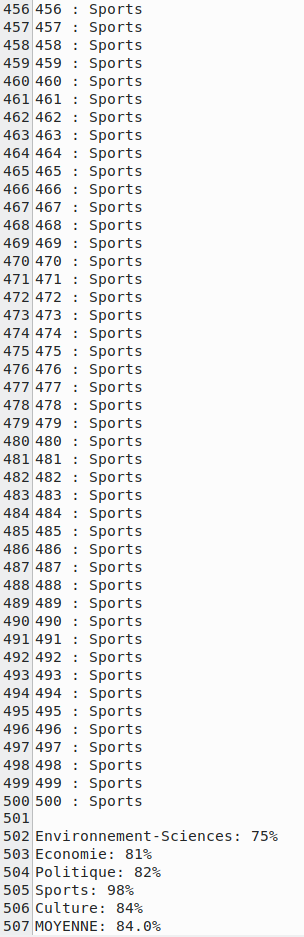 456 456 : Sports
457 457 : Sports
458 458 : Sports
459 459 : Sports
460 460 : Sports
461 461 : Sports
462 462 : Sports
463 463 : Sports
464 464 : Sports
465 465 : Sports
466 466 : Sports
467 467 : Sports
468 468 : Sports
469 469 : Sports
470 470 : Sports
471 471 : Sports
472 472 : Sports
473 473 : Sports
474 474 : Sports
475 475 : Sports
476 476 : Sports
477 477 : Sports
478 478 : Sports
479 479 : Sports
480 480 : Sports
481 481 : Sports
482 482 : Sports
483 483 : Sports
484 484 : Sports
485 485 : Sports
486 486 : Sports
487 487 : Sports
488 488 : Sports
489 489 : Sports
490 490 : Sports
491 491 : Sports
492 492 : Sports
493 493 : Sports
494 494 : Sports
495 495 : Sports
496 496 : Sports
497 497 : Sports
498 498 : Sports
499 499 : Sports
500 500 : Sports
501
502 Environnement-Sciences: 75%
503 Economie: 81%
504 Politique: 82%
505 Sports: 98%
506 Culture: 84%
507 MOYENNE: 84.0%